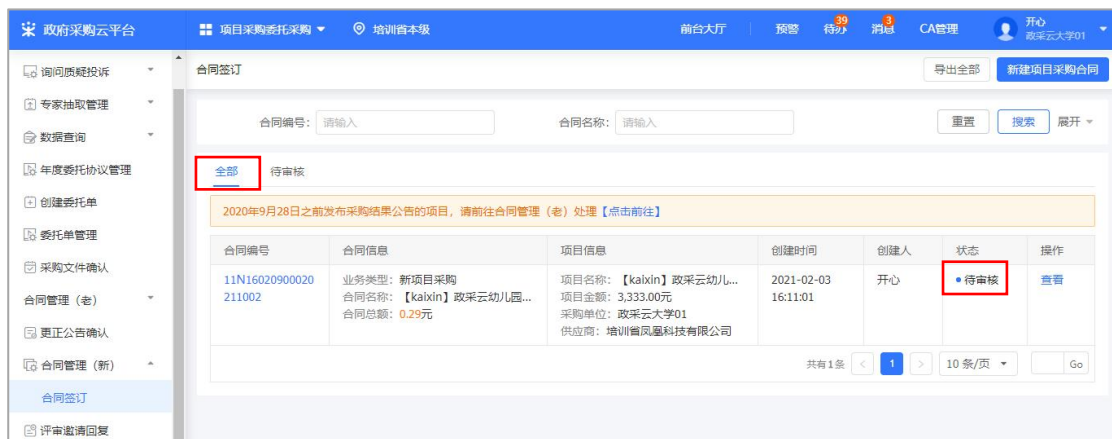 政府采购云平台
项目采购委托采购
培训省本级
前台大厅
预警
待办
39
消息
3
CA管理
开心
政采云大学01
询问质疑投诉
专家抽取管理
数据查询
年度委托协议管理
创建委托单
委托单管理
采购文件确认
合同管理（老）
更正公告确认
合同管理（新）
合同签订
评审邀请回复
合同签订
导出全部
新建项目采购合同
合同编号： 请输入
合同名称： 请输入
重置
搜索
展开
全部
待审核
2020年9月28日之前发布采购结果公告的项目，请前往合同管理（老）处理【点击前往】
合同编号 合同信息 项目信息 创建时间 创建人 状态 操作
11N16020900020
211002
业务类型：新项目采购
合同名称：【kaixin】政采云幼儿园...
合同总额：0.29元
项目名称：【kaixin】政采云幼儿...
项目金额：3,333.00元
采购单位：政采云大学01
供应商：培训省凤凰科技有限公司
2021-02-03
16:11:01
开心
待审核
查看
共有1条
<
1
>
10 条/页
Go